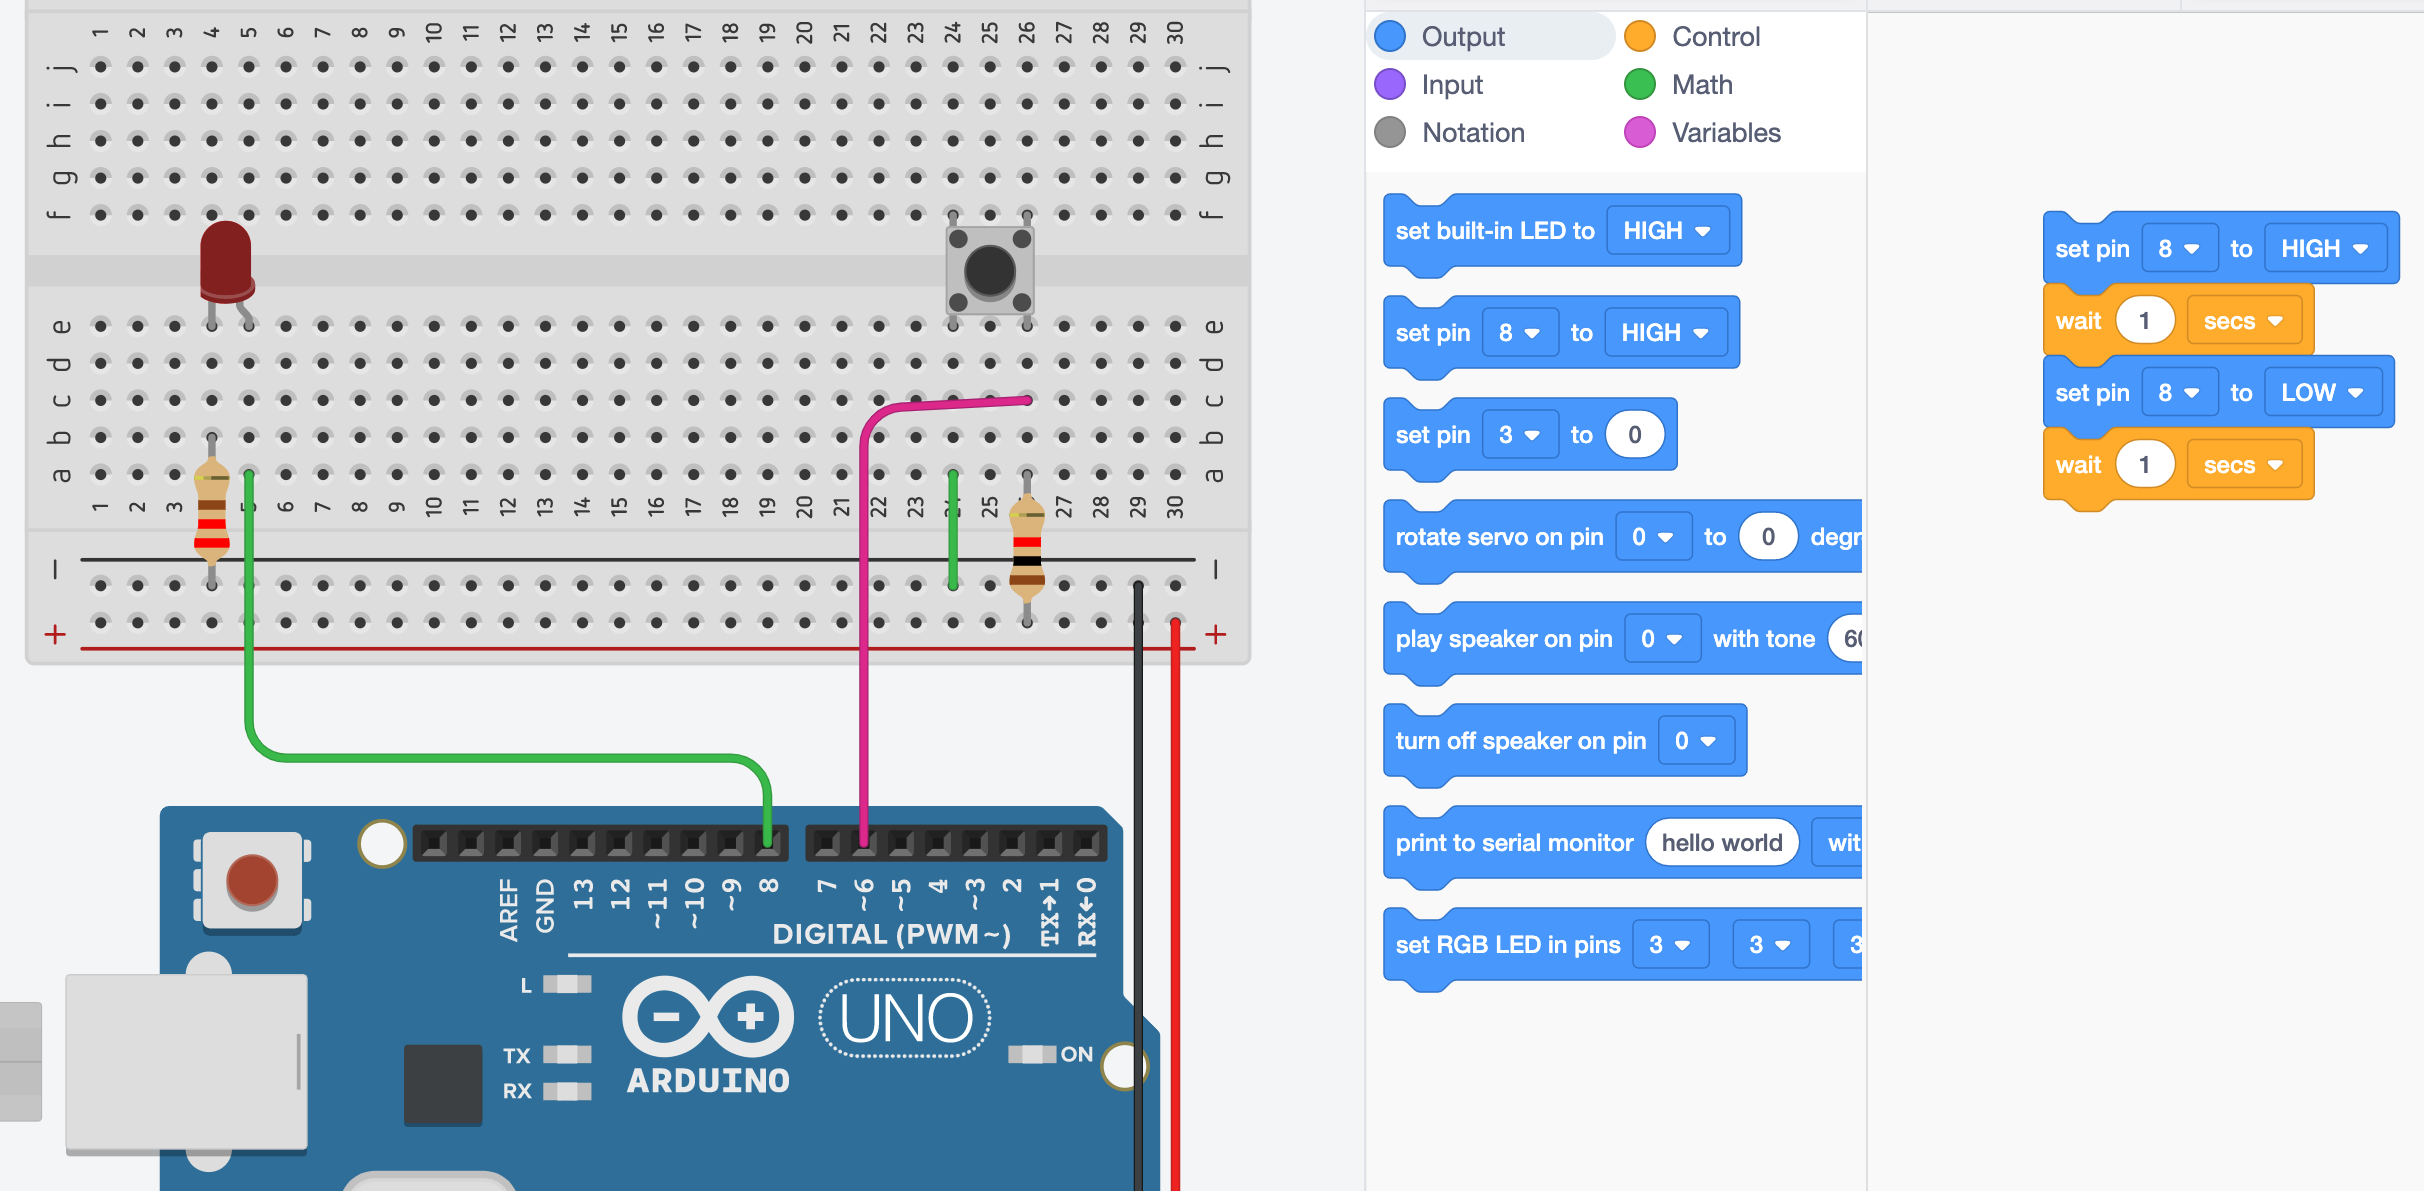 1 2 3 4 5 6 7 8 9 10 11 12 13 14 15 16 17 18 19 20 21 22 23 24 25 26 27 28 29 30
j j
i i
h h
g g
f f
e e
d d
c c
b b
a a
1 2 3 5 6 7 8 9 10 11 12 13 14 15 16 17 18 19 20 21 22 23 24 25 27 28 29 30
− −
+ +
AREF GND 13 12 ~11 ~10 ~9 8 7 ~6 ~5 4 ~3 2 TX→1 RX←0
DIGITAL (PWM~)
L
UNO
TX
ON
RX
ARDUINO
Output Control
Input Math
Notation Variables
set built-in LED to HIGH
set pin 8 to HIGH
set pin 3 to 0
rotate servo on pin 0 to 0 degr
play speaker on pin 0 with tone 60
turn off speaker on pin 0
print to serial monitor hello world wit
set RGB LED in pins 3 3 3
set pin 8 to HIGH
wait 1 secs
set pin 8 to LOW
wait 1 secs